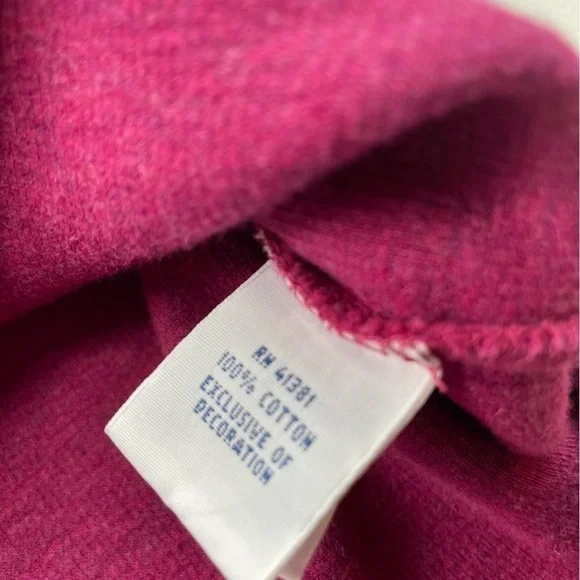 RN 41381
100% COTTON
EXCLUSIVE OF
DECORATION